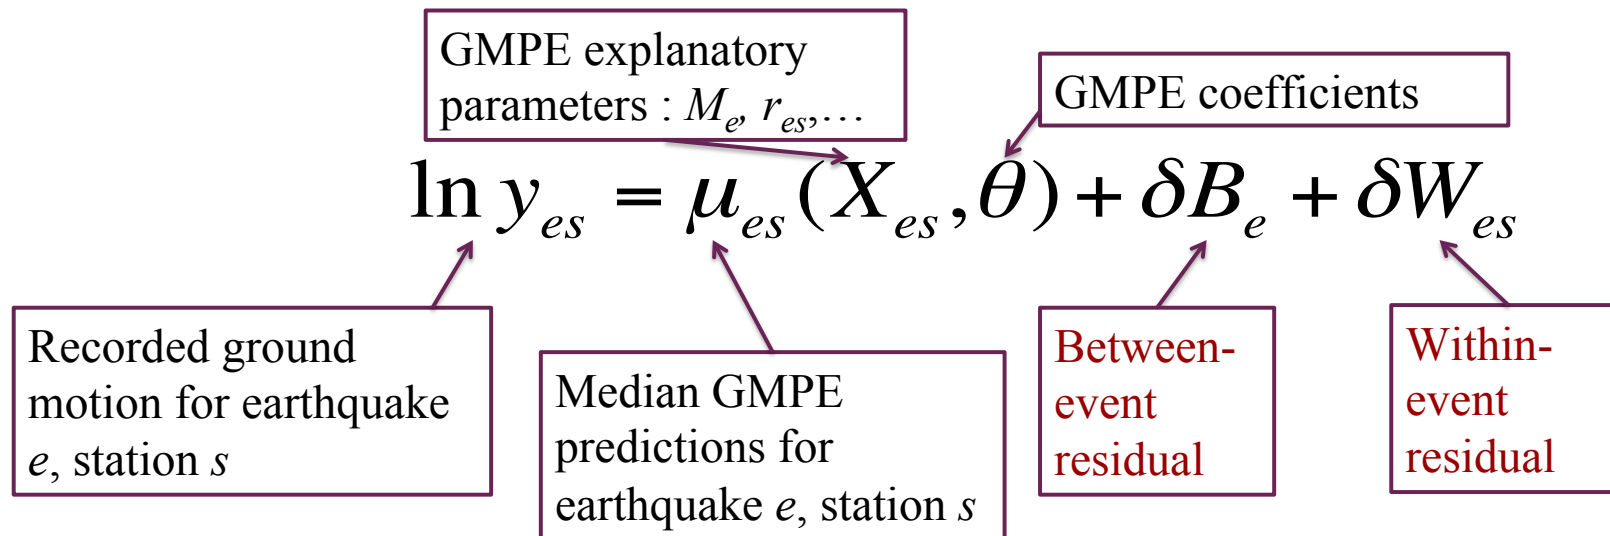 GMPE explanatory
parameters : Mₑ, rₑₛ,…
GMPE coefficients
ln yₑₛ = μₑₛ (Xₑₛ, θ) + δBₑ + δWₑₛ
Recorded ground
motion for earthquake
e, station s
Median GMPE
predictions for
earthquake e, station s
Between-
event
residual
Within-
event
residual